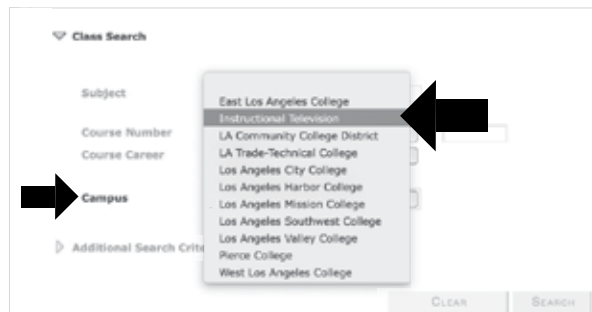 Class Search
Subject
East Los Angeles College
Instructional Television
Course Number
LA Community College District
Course Career
LA Trade-Technical College
Los Angeles City College
Los Angeles Harbor College
Campus
Los Angeles Mission College
Los Angeles Southwest College
Los Angeles Valley College
Additional Search Crite
Pierce College
West Los Angeles College
CLEAR
SEARCH